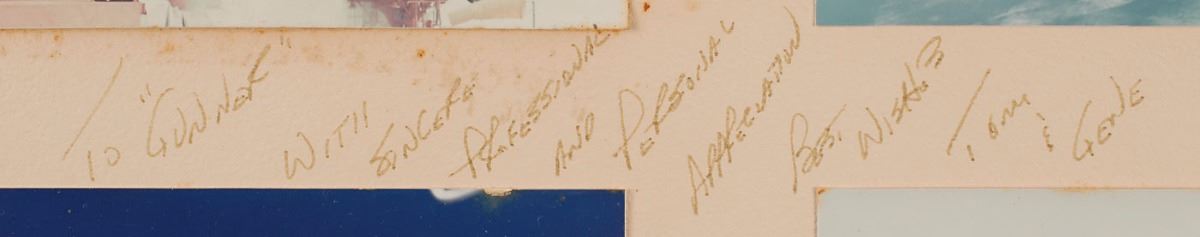 TO "GUNNER" WITH SINCERE PROFESSIONAL AND PERSONAL APPRECIATION BEST WISHES TOM & GENE